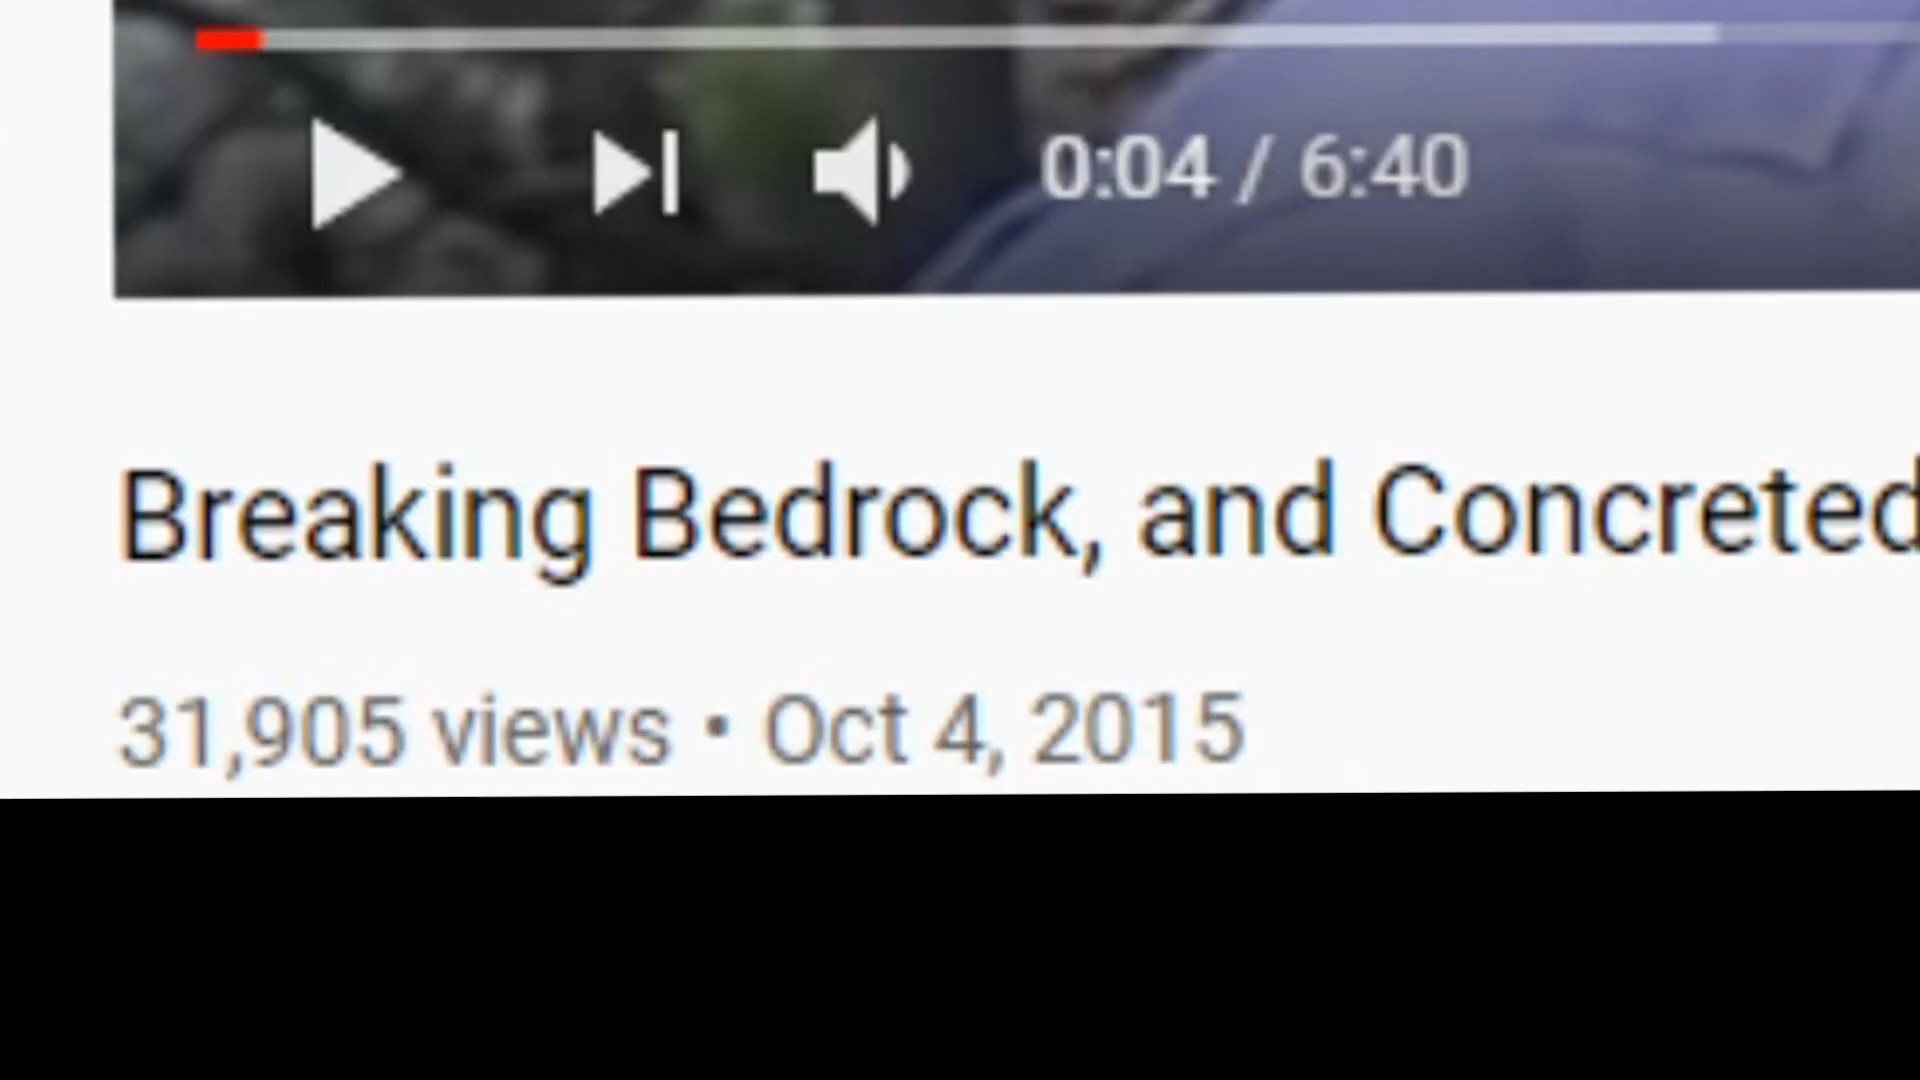 0:04 / 6:40
Breaking Bedrock, and Concreted
31,905 views • Oct 4, 2015